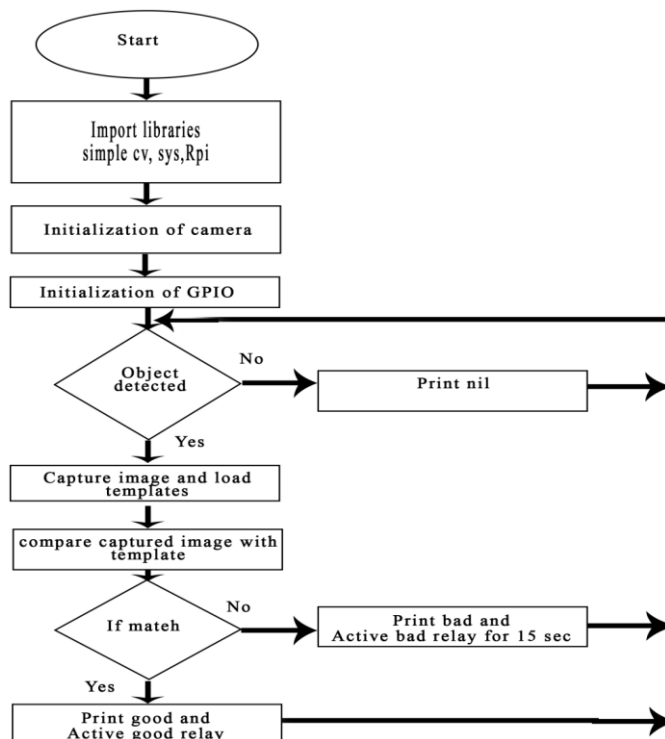 Start
Import libraries
simple cv, sys,Rpi
Initialization of camera
Initialization of GPIO
Object
detected
No
Print nil
Yes
Capture image and load
templates
compare captured image with
template
If mateh
No
Print bad and
Active bad relay for 15 sec
Yes
Print good and
Active good relay